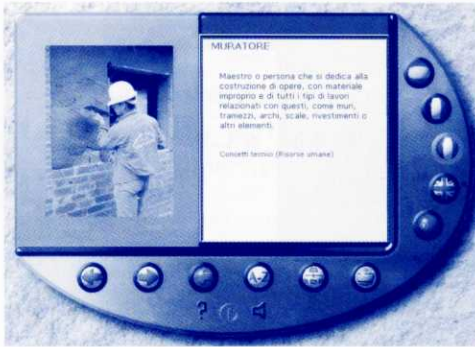 MURATORE
Maestro o persona che si dedica alla
costruzione di opere, con materiale
improprio e di tutti i tipi di lavori
relazionati con questi, come muri,
tramezzi, archi, scale, rivestimenti o
altri elementi.
Concetti tecnico (Risorse umane)
?